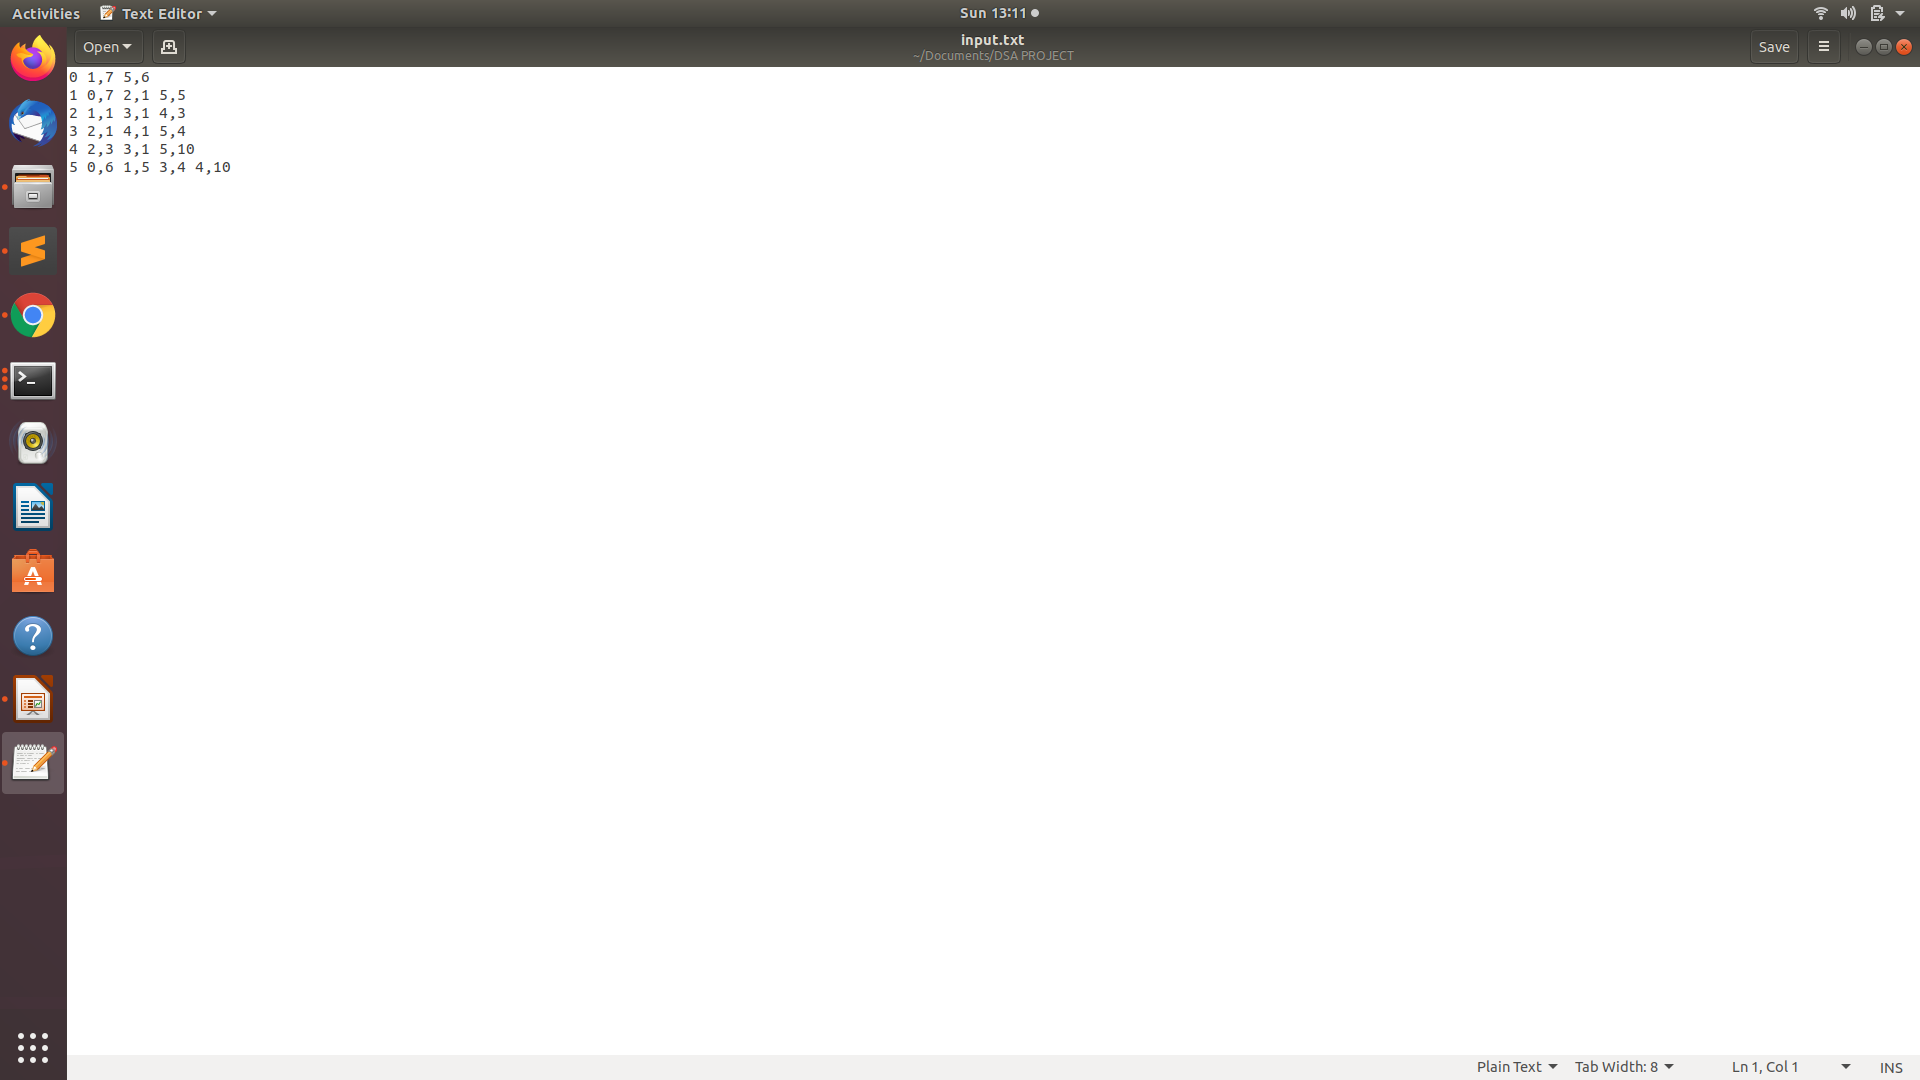 Activities Text Editor Sun 13:11
Open input.txt Save
~/Documents/DSA PROJECT
0 1,7 5,6
1 0,7 2,1 5,5
2 1,1 3,1 4,3
3 2,1 4,1 5,4
4 2,3 3,1 5,10
5 0,6 1,5 3,4 4,10
Plain Text Tab Width: 8 Ln 1, Col 1 INS